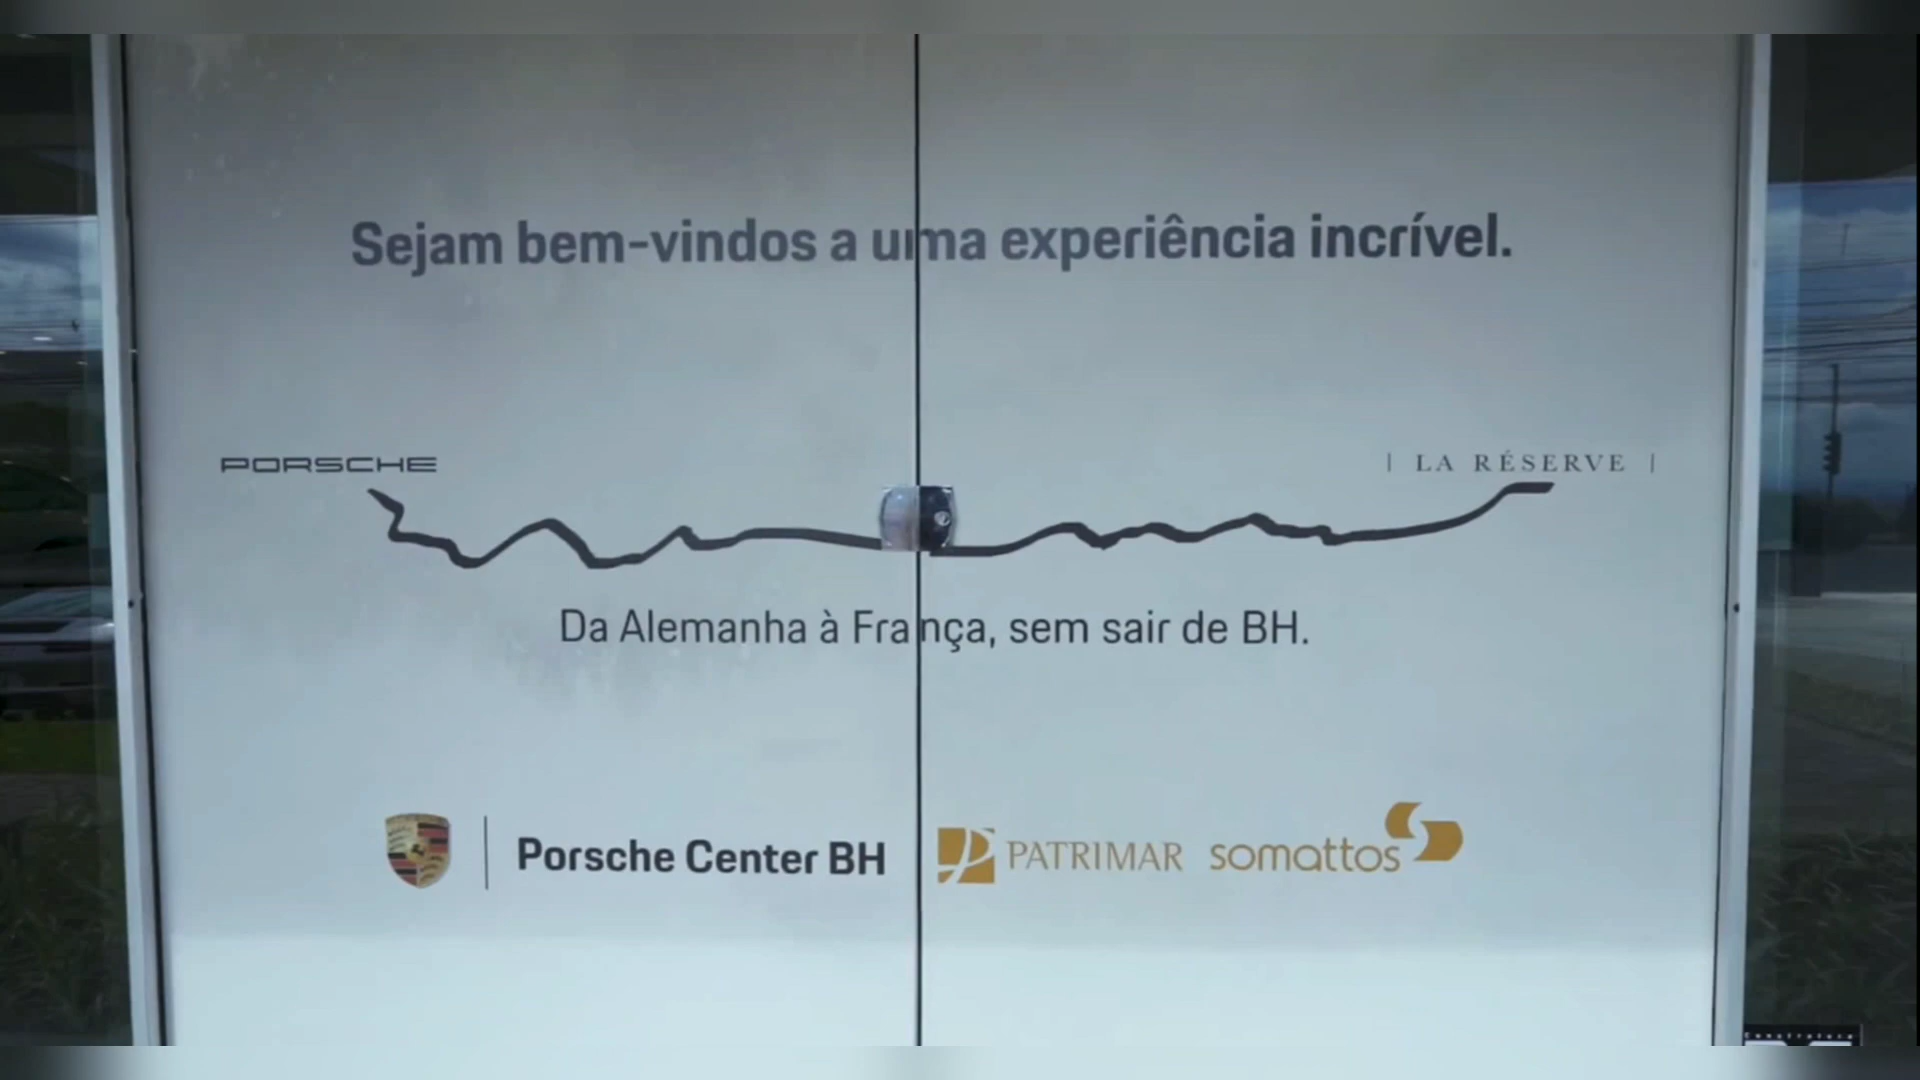 Sejam bem-vindos a uma experiência incrível.
PORSCHE
| LA RÉSERVE |
Da Alemanha à França, sem sair de BH.
Porsche Center BH
PATRIMAR
somattos